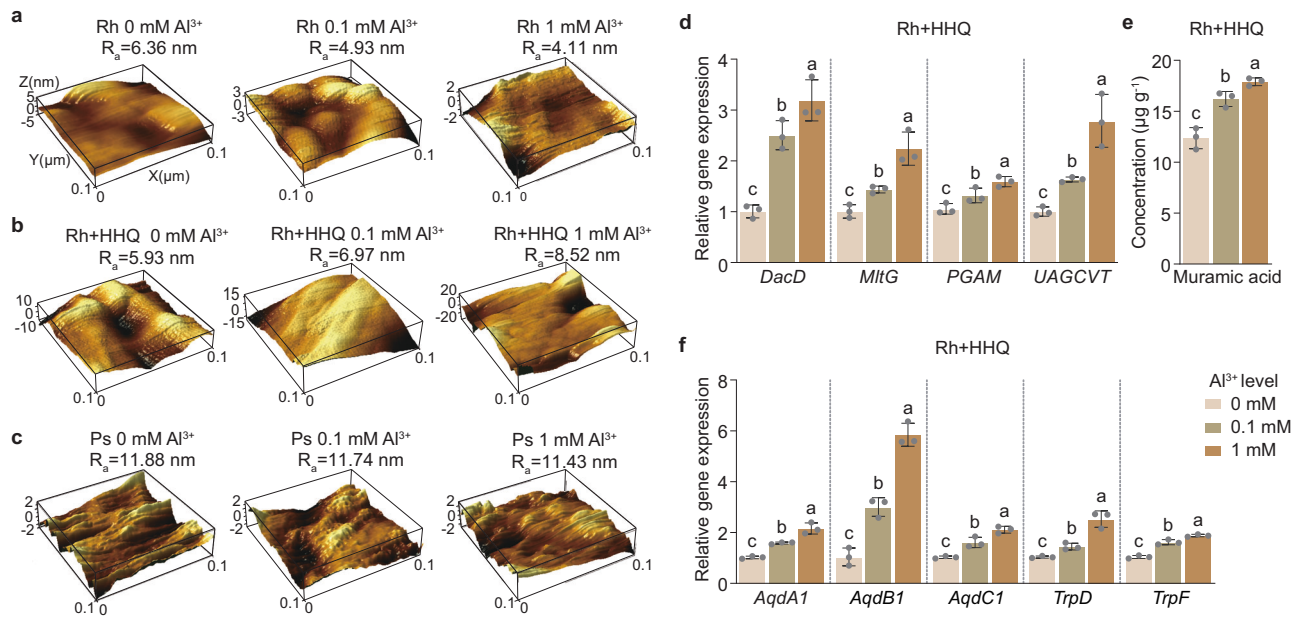 a
Rh 0 mM Al³⁺
Rₐ=6.36 nm
Rh 0.1 mM Al³⁺
Rₐ=4.93 nm
Rh 1 mM Al³⁺
Rₐ=4.11 nm
Z(nm)
5
0
-5
Y(µm)
X(µm)
0.1
0.1
0
3
0
-3
0.1
0.1
0
2
0
-2
0.1
0.1
0
b
Rh+HHQ 0 mM Al³⁺
Rₐ=5.93 nm
Rh+HHQ 0.1 mM Al³⁺
Rₐ=6.97 nm
Rh+HHQ 1 mM Al³⁺
Rₐ=8.52 nm
10
0
-10
0.1
0.1
0
15
0
-15
0.1
0.1
0
20
0
-20
0.1
0.1
0
c
Ps 0 mM Al³⁺
Rₐ=11.88 nm
Ps 0.1 mM Al³⁺
Rₐ=11.74 nm
Ps 1 mM Al³⁺
Rₐ=11.43 nm
2
0
-2
0.1
0.1
0
2
0
-2
0.1
0.1
0
2
0
-2
0.1
0.1
0
d
Rh+HHQ
Relative gene expression
4
3
2
1
0
c b a
c b a
c b a
c b a
DacD MltG PGAM UAGCVT
e
Rh+HHQ
Concentration (µg g⁻¹)
20
15
10
5
0
c b a
Muramic acid
f
Rh+HHQ
Relative gene expression
8
6
4
2
0
c b a
c b a
c b a
c b a
c b a
AqdA1 AqdB1 AqdC1 TrpD TrpF
Al³⁺ level
0 mM
0.1 mM
1 mM